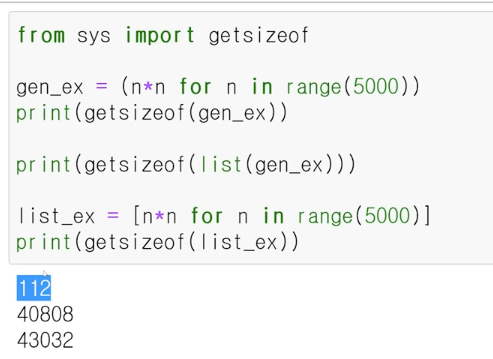 from sys import getsizeof
gen_ex = (n*n for n in range(5000))
print(getsizeof(gen_ex))
print(getsizeof(list(gen_ex)))
list_ex = [n*n for n in range(5000)]
print(getsizeof(list_ex))
112
40808
43032